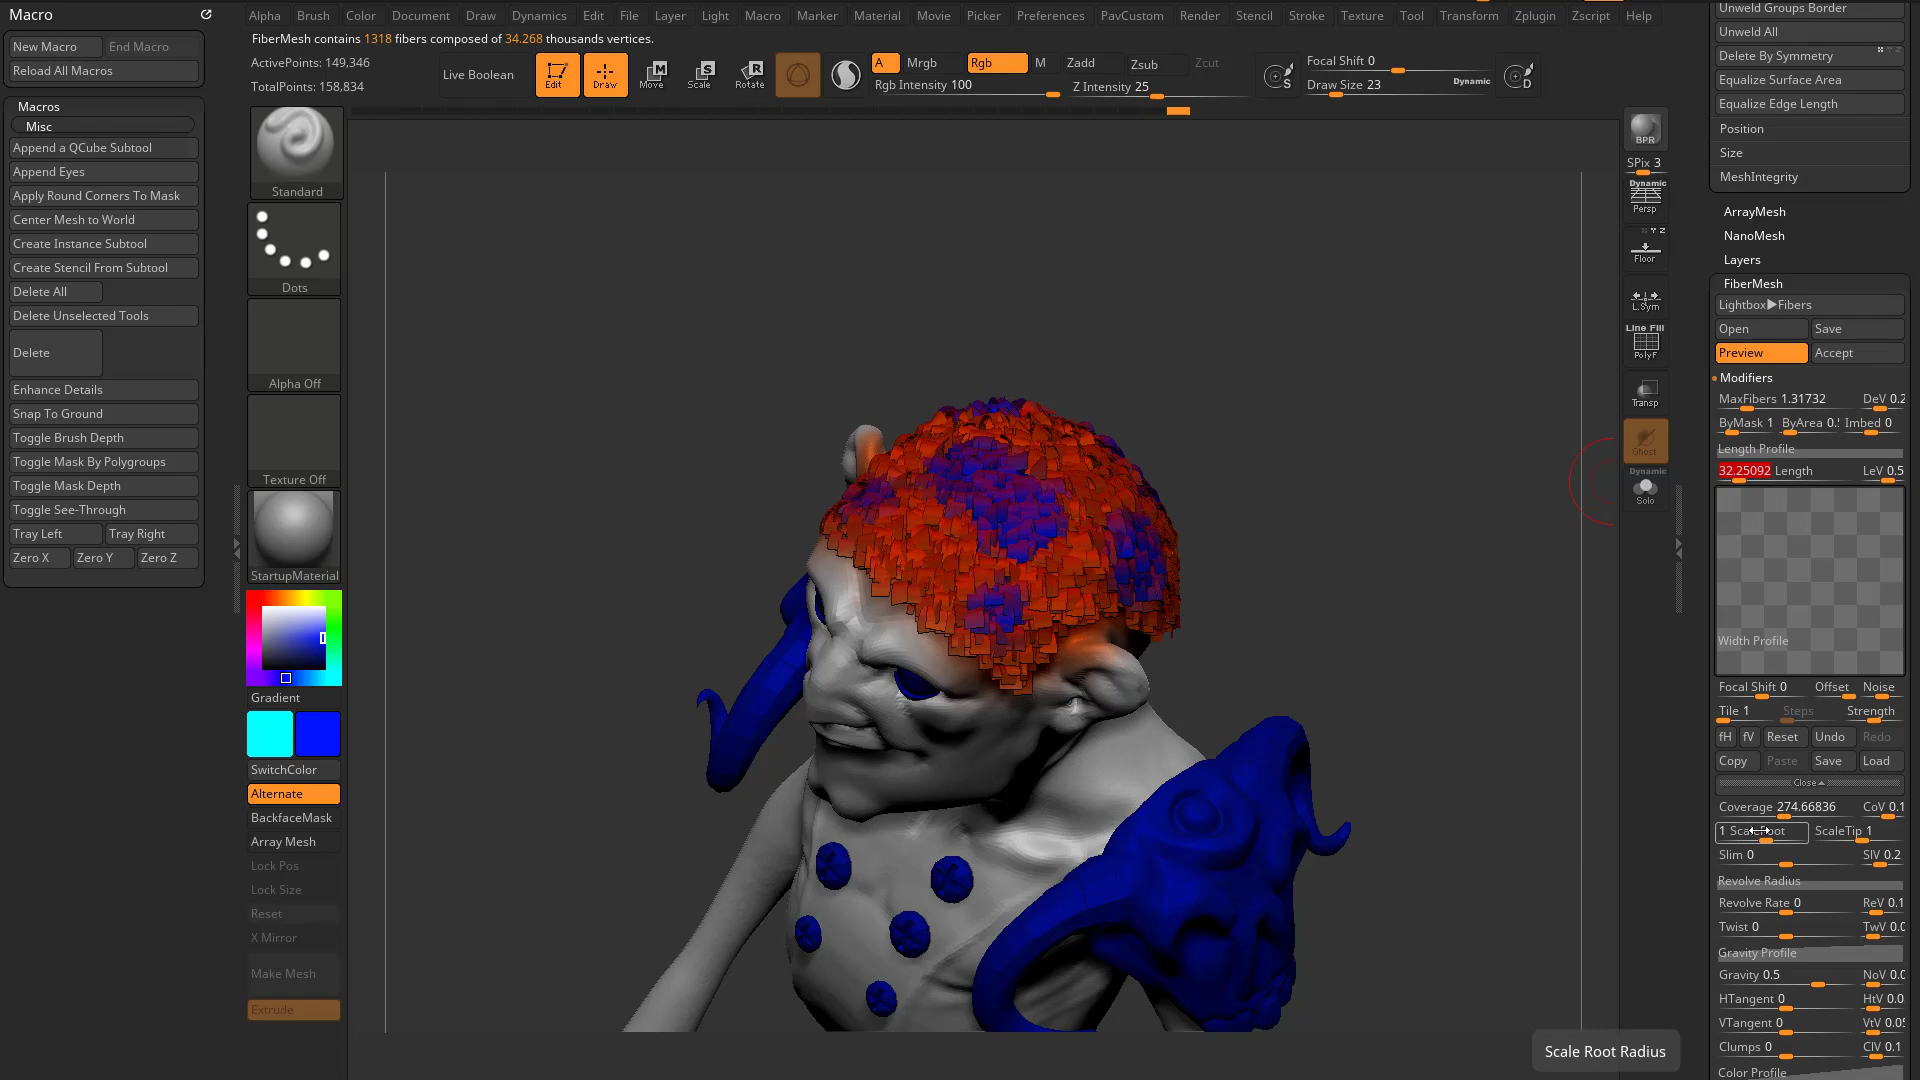 Macro
New Macro End Macro
Reload All Macros
Macros
Misc
Append a QCube Subtool
Append Eyes
Apply Round Corners To Mask
Center Mesh to World
Create Instance Subtool
Create Stencil From Subtool
Delete All
Delete Unselected Tools
Delete
Enhance Details
Snap To Ground
Toggle Brush Depth
Toggle Mask By Polygroups
Toggle Mask Depth
Toggle See-Through
Tray Left Tray Right
Zero X Zero Y Zero Z
Alpha Brush Color Document Draw Dynamics Edit File Layer Light Macro Marker Material Movie Picker Preferences PavCustom Render Stencil Stroke Texture Tool Transform Zplugin Zscript Help
FiberMesh contains 1318 fibers composed of 34.268 thousands vertices.
ActivePoints: 149,346
TotalPoints: 158,834
Live Boolean
Edit Draw Move Scale Rotate
A Mrgb Rgb M Zadd Zsub Zcut
Rgb Intensity 100 Z Intensity 25
Focal Shift 0
Draw Size 23 Dynamic
S D
Standard
Dots
Alpha Off
Texture Off
StartupMaterial
Gradient
SwitchColor
Alternate
BackfaceMask
Array Mesh
Lock Pos
Lock Size
Reset
X Mirror
Make Mesh
Extrude
BPR
SPix 3
Dynamic
Persp
Floor
L.Sym
Line Fill
PolyF
Transp
Ghost
Dynamic
Solo
Unweld Groups Border
Unweld All
Delete By Symmetry
Equalize Surface Area
Equalize Edge Length
Position
Size
MeshIntegrity
ArrayMesh
NanoMesh
Layers
FiberMesh
Lightbox▶Fibers
Open Save
Preview Accept
Modifiers
MaxFibers 1.31732 DeV 0.2
ByMask 1 ByArea 0.5 Imbed 0
Length Profile
32.25092 Length LeV 0.5
Width Profile
Focal Shift 0 Offset Noise
Tile 1 Steps Strength
fH fV Reset Undo Redo
Copy Paste Save Load
Close
Coverage 274.66836 CoV 0.1
1 ScaleRoot ScaleTip 1
Slim 0 SlV 0.2
Revolve Radius
Revolve Rate 0 ReV 0.1
Twist 0 TwV 0.0
Gravity Profile
Gravity 0.5 NoV 0.0
HTangent 0 HtV 0.0
VTangent 0 VtV 0.05
Clumps 0 ClV 0.1
Color Profile
Scale Root Radius